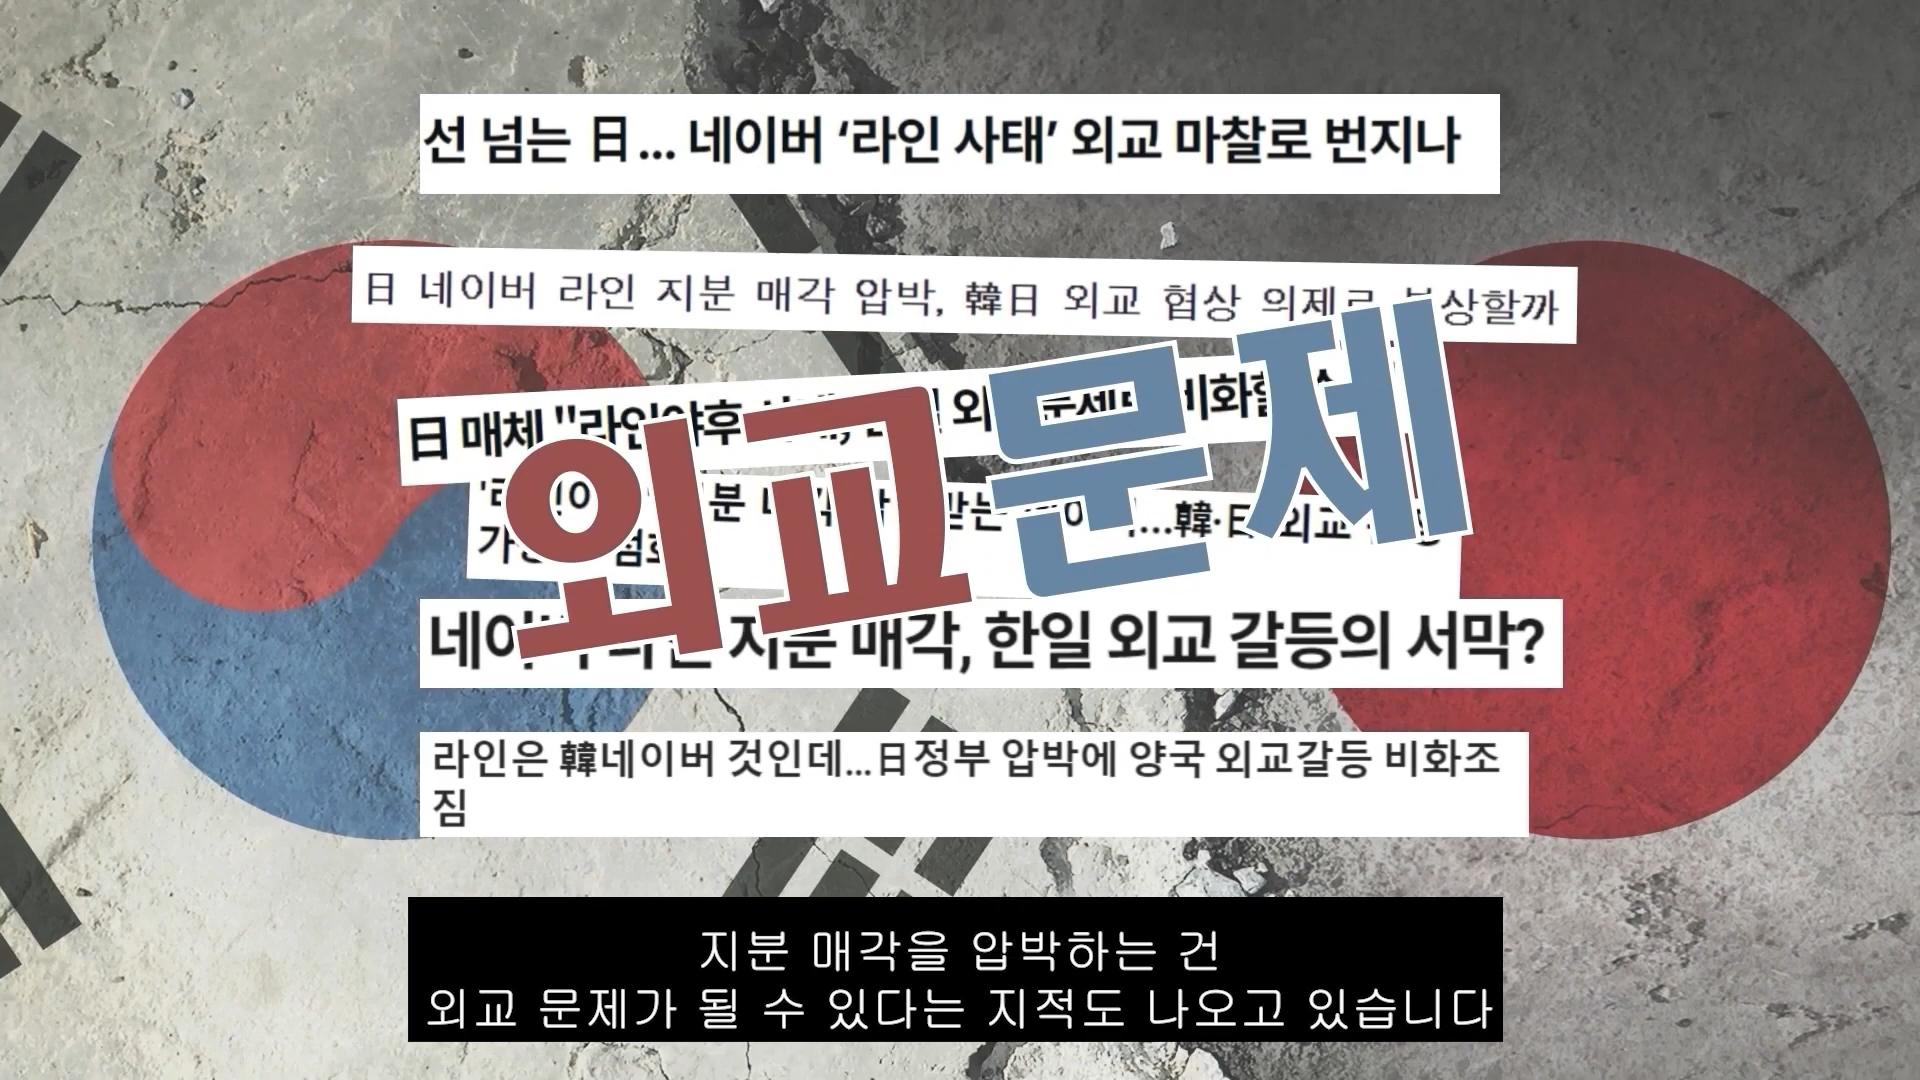 선 넘는 日... 네이버 ‘라인 사태’ 외교 마찰로 번지나
日 네이버 라인 지분 매각 압박, 韓日 외교 협상
日 매체
외교문제
지분 매각, 한일 외교 갈등의 서막?
라인은 韓네이버 것인데...日정부 압박에 양국 외교갈등 비화조
짐
지분 매각을 압박하는 건
외교 문제가 될 수 있다는 지적도 나오고 있습니다